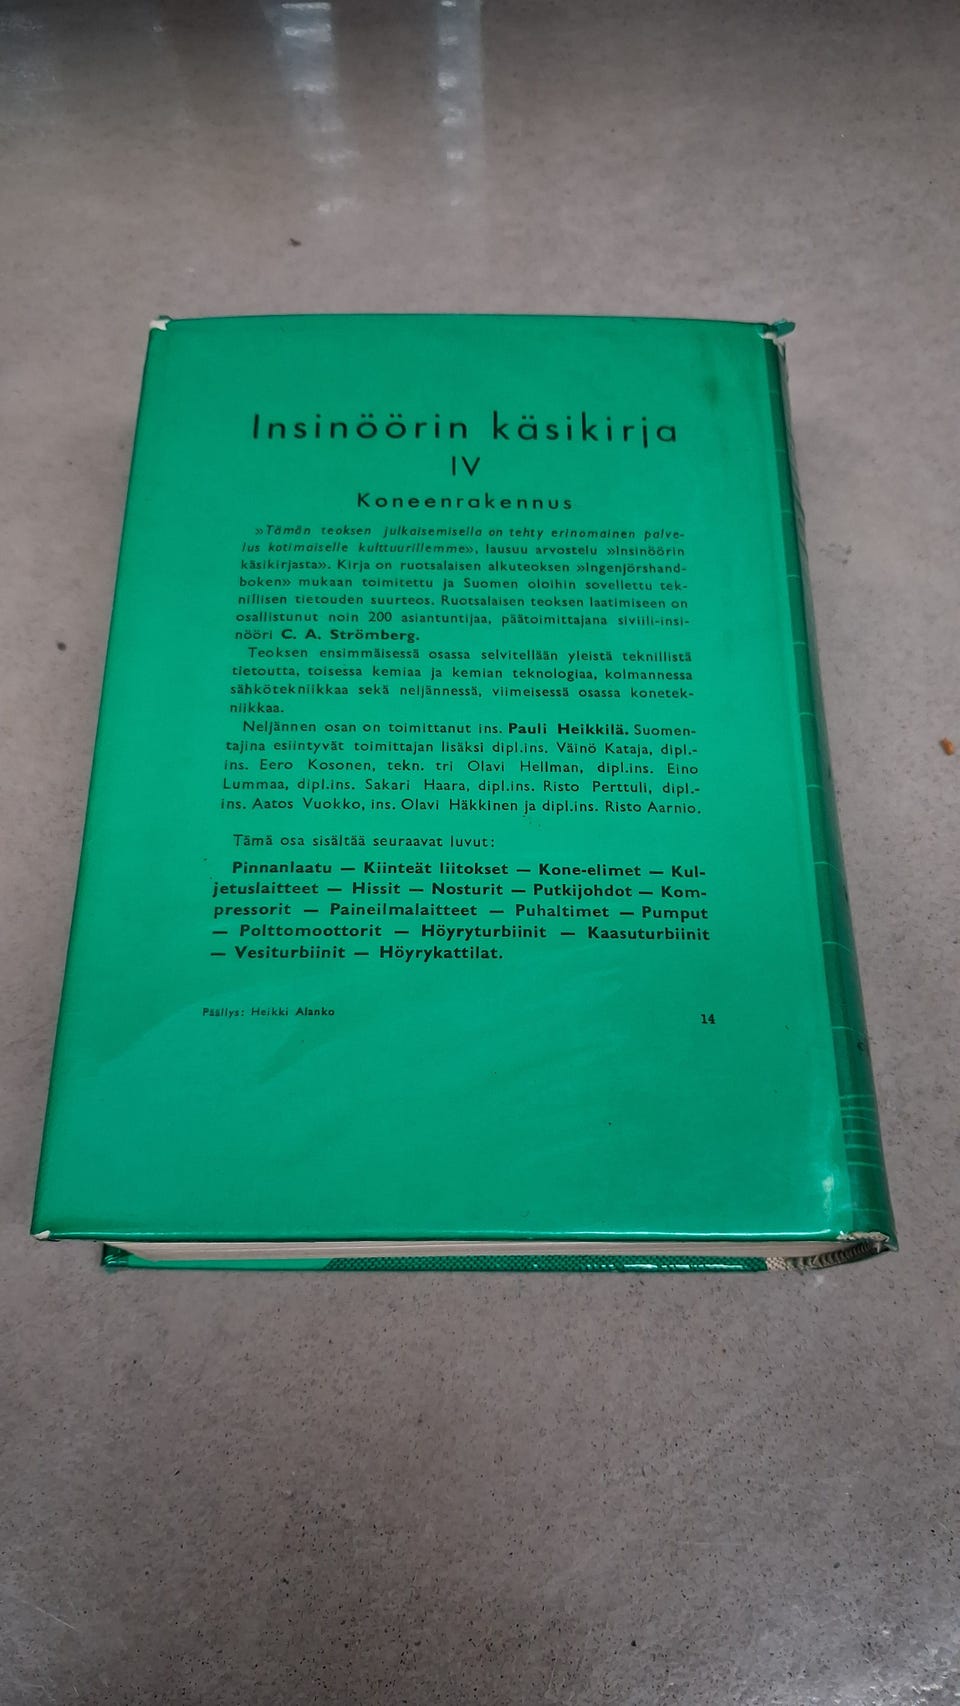 Insinöörin käsikirja
IV
Koneenrakennus
»Tämän teoksen julkaisemisella on tehty erinomainen palve-
lus kotimaiselle kulttuurillemme», lausuu arvostelu »Insinöörin
käsikirjasta». Kirja on ruotsalaisen alkuteoksen »Ingenjörshand-
boken» mukaan toimitettu ja Suomen oloihin sovellettu tek-
nillisen tietouden suurteos. Ruotsalaisen teoksen laatimiseen on
osallistunut noin 200 asiantuntijaa, päätoimittajana siviili-insi-
nööri C. A. Strömberg.
Teoksen ensimmäisessä osassa selvitellään yleistä teknillistä
tietoutta, toisessa kemiaa ja kemian teknologiaa, kolmannessa
sähkötekniikkaa sekä neljännessä, viimeisessä osassa konetek-
niikkaa.
Neljännen osan on toimittanut ins. Pauli Heikkilä. Suomen-
tajina esiintyvät toimittajan lisäksi dipl.ins. Väinö Kataja, dipl.-
ins. Eero Kosonen, tekn. tri Olavi Hellman, dipl.ins. Eino
Lummaa, dipl.ins. Sakari Haara, dipl.ins. Risto Perttuli, dipl.-
ins. Aatos Vuokko, ins. Olavi Häkkinen ja dipl.ins. Risto Aarnio.
Tämä osa sisältää seuraavat luvut:
Pinnanlaatu — Kiinteät liitokset — Kone-elimet — Kul-
jetuslaitteet — Hissit — Nosturit — Putkijohdot — Kom-
pressorit — Paineilmalaitteet — Puhaltimet — Pumput
— Polttomoottorit — Höyryturbiinit — Kaasuturbiinit
— Vesiturbiinit — Höyrykattilat.
Päällys: Heikki Alanko
14